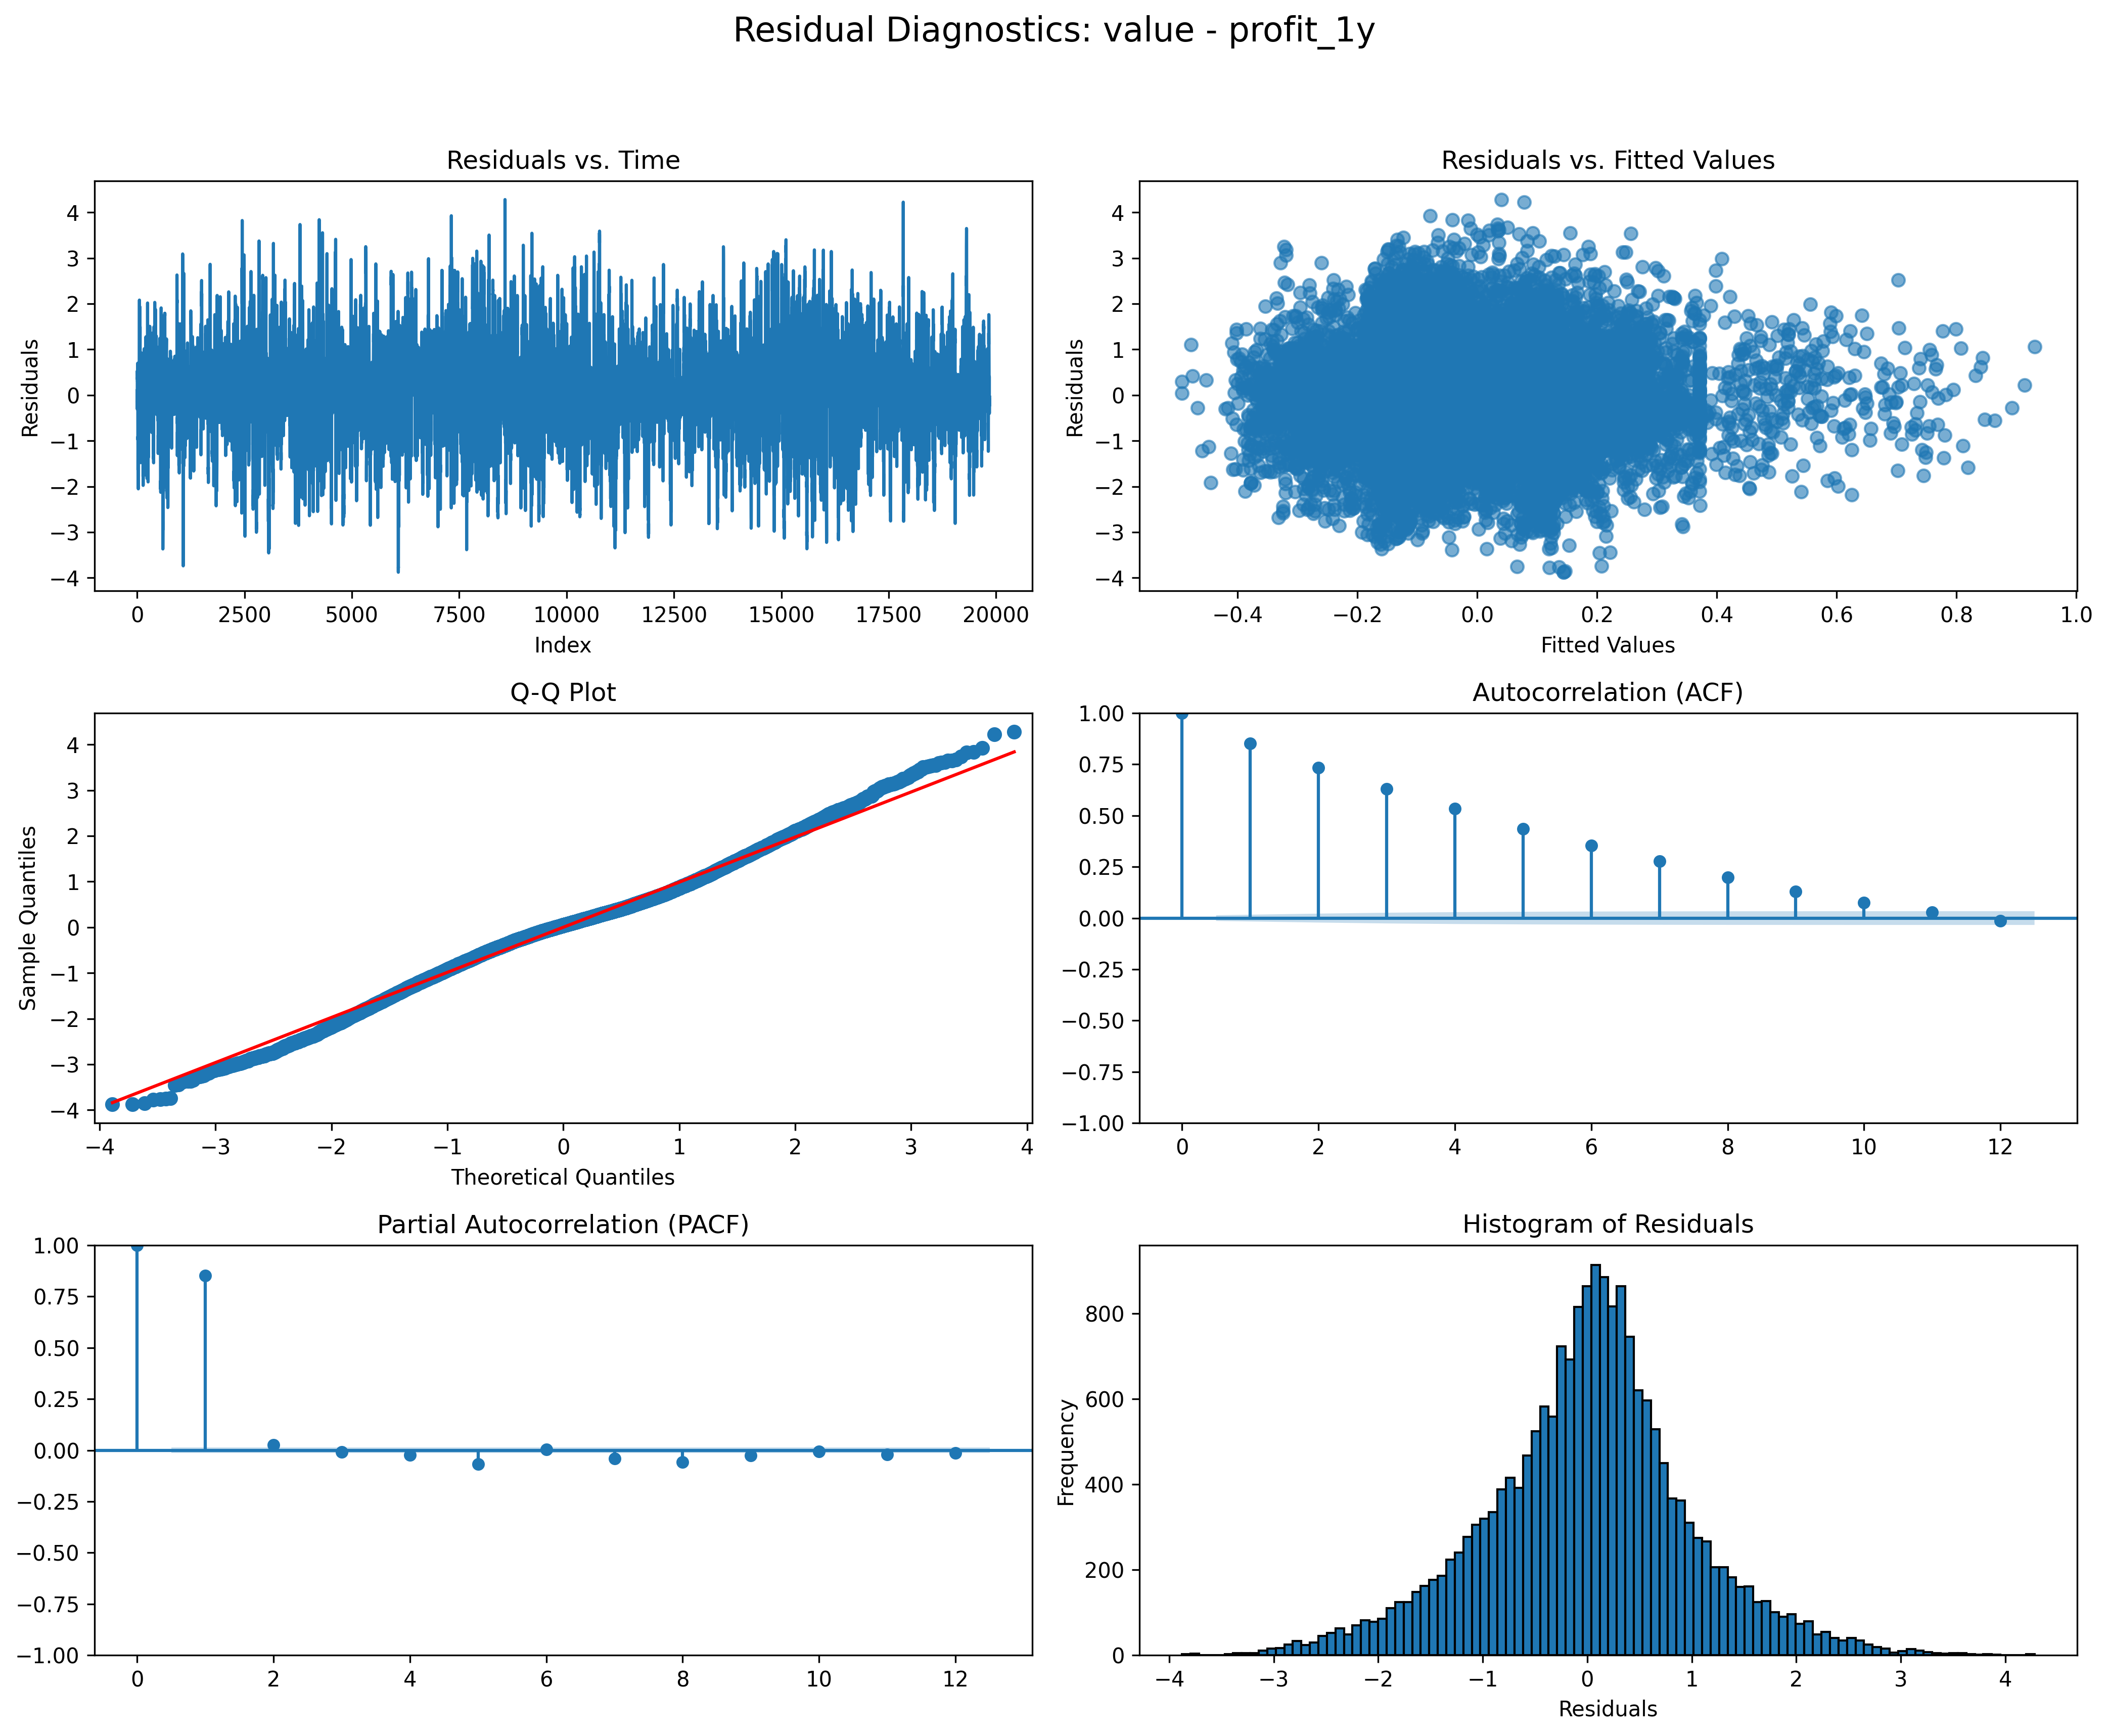 Residual Diagnostics: value - profit_1y
Residuals vs. Time
Residuals
4
3
2
1
0
−1
−2
−3
−4
0 2500 5000 7500 10000 12500 15000 17500 20000
Index
Residuals vs. Fitted Values
Residuals
4
3
2
1
0
−1
−2
−3
−4
−0.4 −0.2 0.0 0.2 0.4 0.6 0.8 1.0
Fitted Values
Q-Q Plot
Sample Quantiles
4
3
2
1
0
−1
−2
−3
−4
−4 −3 −2 −1 0 1 2 3 4
Theoretical Quantiles
Autocorrelation (ACF)
1.00
0.75
0.50
0.25
0.00
−0.25
−0.50
−0.75
−1.00
0 2 4 6 8 10 12
Partial Autocorrelation (PACF)
1.00
0.75
0.50
0.25
0.00
−0.25
−0.50
−0.75
−1.00
0 2 4 6 8 10 12
Histogram of Residuals
Frequency
800
600
400
200
0
−4 −3 −2 −1 0 1 2 3 4
Residuals